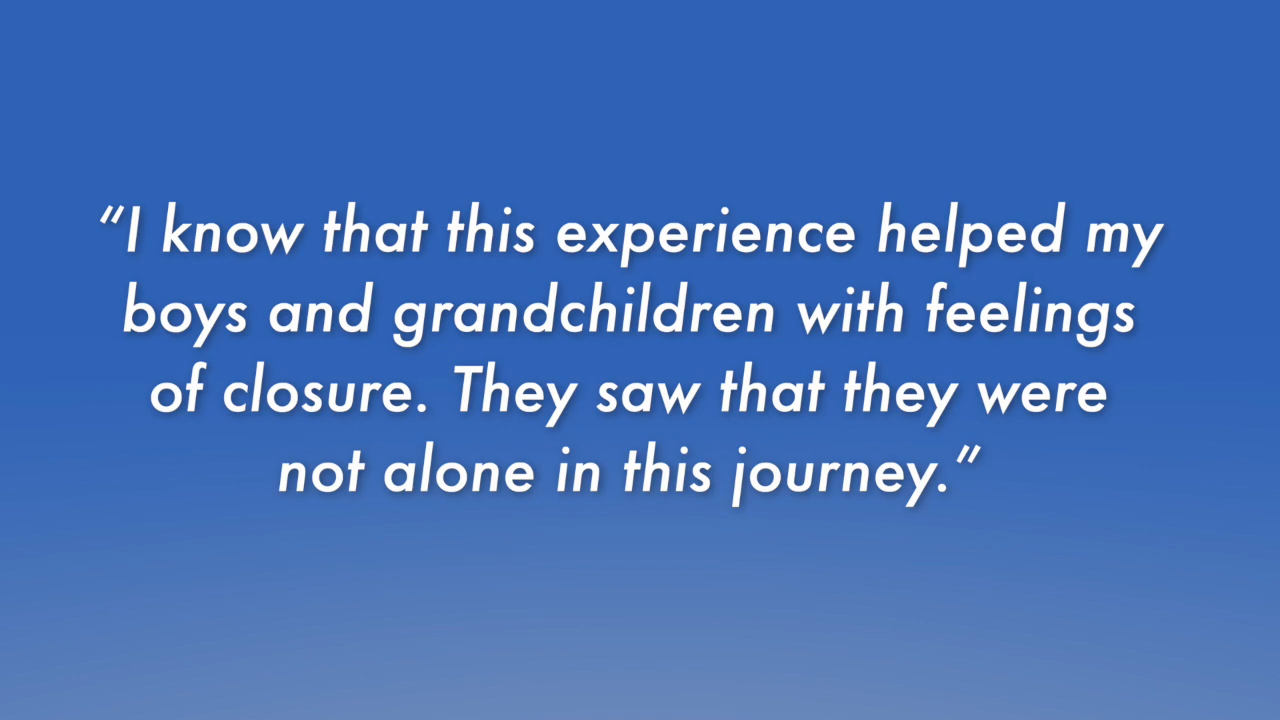 “I know that this experience helped my
boys and grandchildren with feelings
of closure. They saw that they were
not alone in this journey.”